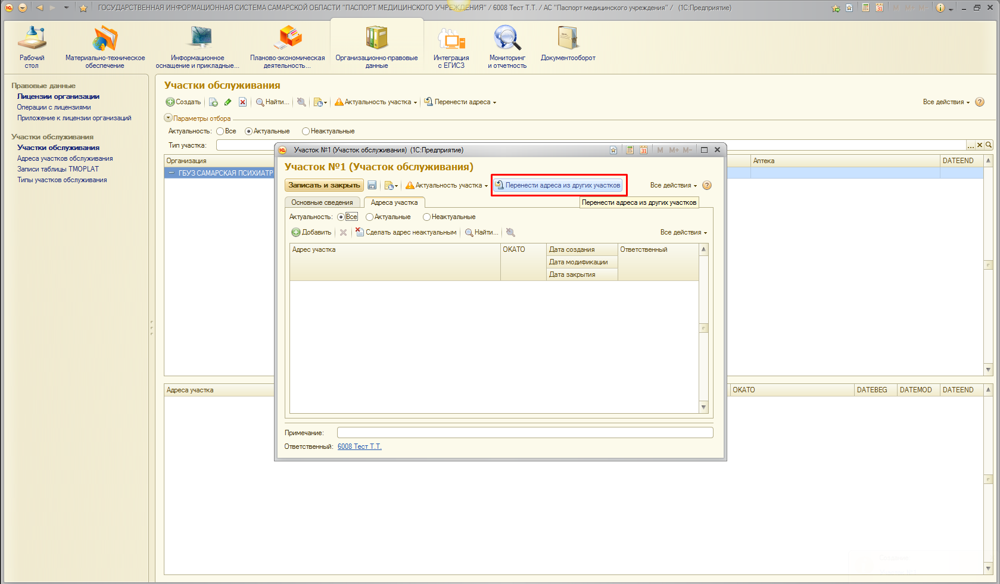 ГОСУДАРСТВЕННАЯ ИНФОРМАЦИОННАЯ СИСТЕМА САМАРСКОЙ ОБЛАСТИ "ПАСПОРТ МЕДИЦИНСКОГО УЧРЕЖДЕНИЯ" / 6008 Тест Т.Т. / АС "Паспорт медицинского учреждения" / (1С:Предприятие)
M M+ M-
Рабочий стол
Материально-техническое обеспечение
Информационное оснащение и прикладные...
Планово-экономическая деятельность...
Организационно-правовые данные
Интеграция с ЕГИСЗ
Мониторинг и отчетность
Документооборот
Правовые данные
Лицензии организации
Операции с лицензиями
Приложение к лицензии организаций
Участки обслуживания
Участки обслуживания
Адреса участков обслуживания
Записи таблицы TMOPLAT
Типы участков обслуживания
Участки обслуживания
Создать Найти... Актуальность участка Перенести адреса Все действия
Параметры отбора
Актуальность: Все Актуальные Неактуальные
Тип участка: ...
Организация Аптека DATEEND
ГБУЗ САМАРСКАЯ ПСИХИАТР
Участок №1 (Участок обслуживания) (1С:Предприятие) 31 M M+ M-
Участок №1 (Участок обслуживания)
Записать и закрыть Актуальность участка Перенести адреса из других участков Все действия
Основные сведения Адреса участка Перенести адреса из других участков
Актуальность: Все Актуальные Неактуальные
Добавить Сделать адрес неактуальным Найти... Все действия
Адрес участка ОКАТО Дата создания Ответственный
Дата модификации
Дата закрытия
Примечание:
Ответственный: 6008 Тест Т.Т.
Адреса участка ОКАТО DATEBEG DATEMOD DATEEND